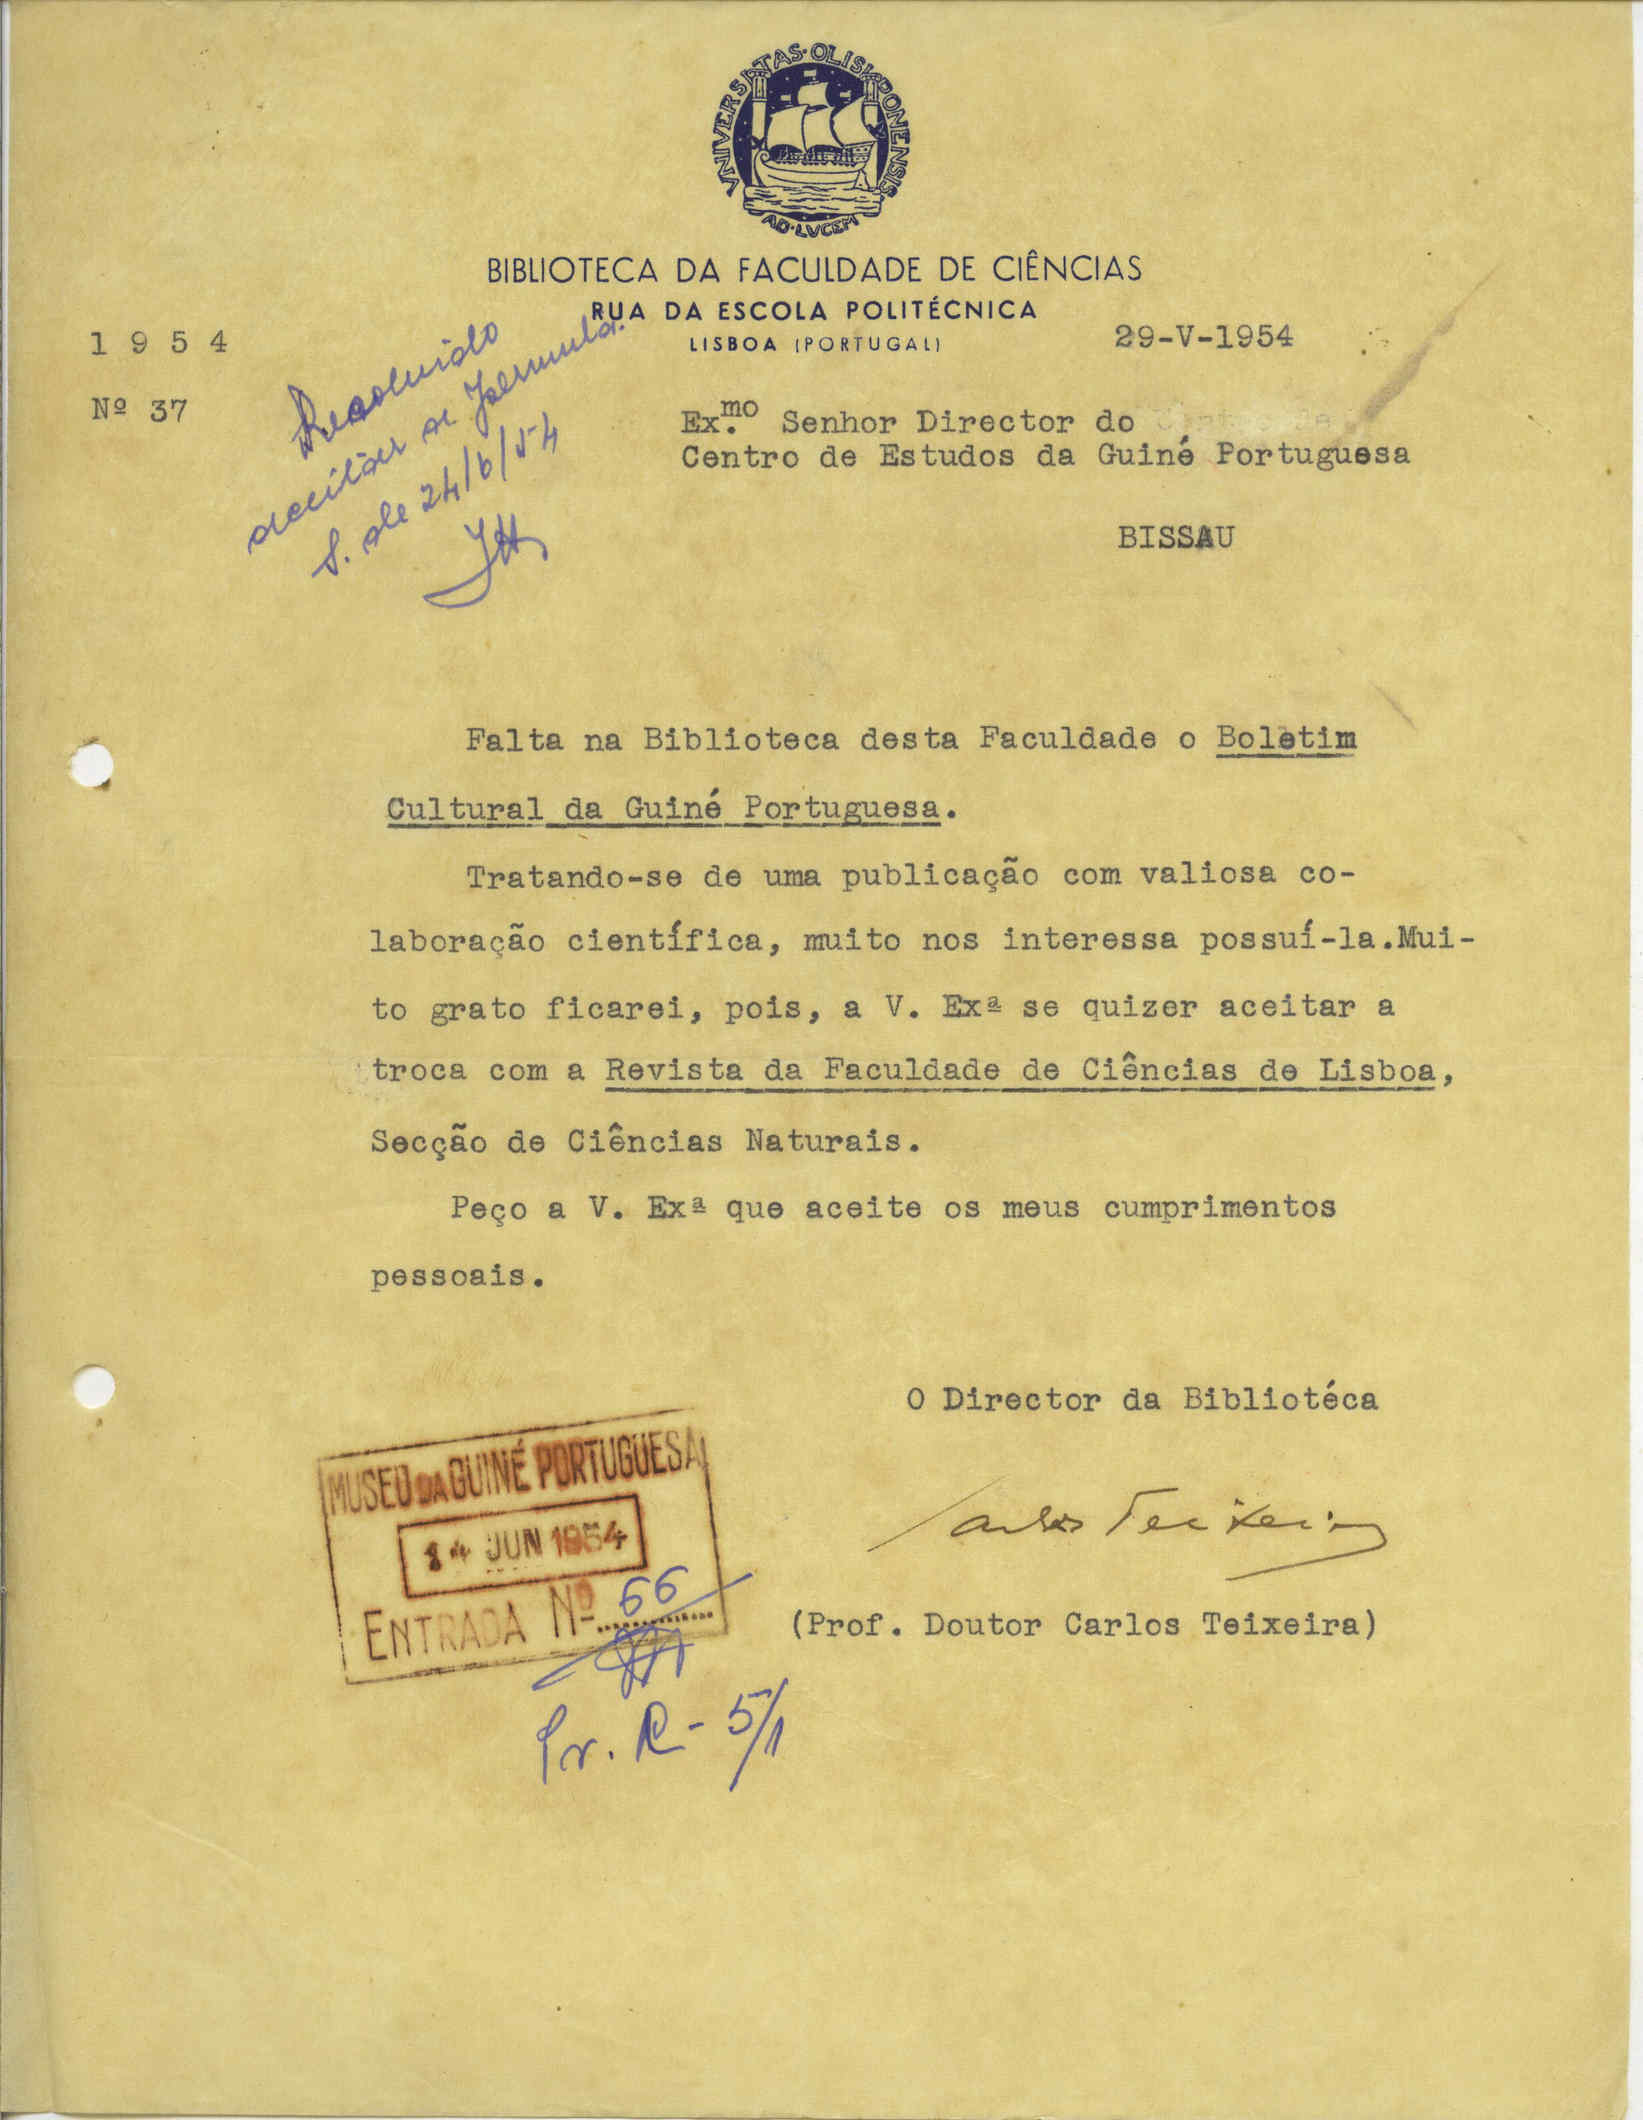 VNIVERSITAS·OLISIPONENSIS
AD·LVCEM
BIBLIOTECA DA FACULDADE DE CIÊNCIAS
RUA DA ESCOLA POLITÉCNICA
LISBOA (PORTUGAL)
1 9 5 4
29-V-1954
Nº 37
Resolvido
aceitar a permuta.
S. de 24/6/54
Ex.mo Senhor Director do
Centro de Estudos da Guiné Portuguesa
BISSAU
Falta na Biblioteca desta Faculdade o Boletim
Cultural da Guiné Portuguesa.
Tratando-se de uma publicação com valiosa co-
laboração científica, muito nos interessa possuí-la.Mui-
to grato ficarei, pois, a V. Exª se quizer aceitar a
troca com a Revista da Faculdade de Ciências de Lisboa,
Secção de Ciências Naturais.
Peço a V. Exª que aceite os meus cumprimentos
pessoais.
O Director da Bibliotéca
Carlos Teixeira
(Prof. Doutor Carlos Teixeira)
MUSEU DA GUINÉ PORTUGUESA
14 JUN 1954
ENTRADA Nº 66
Pr. R - 5/1